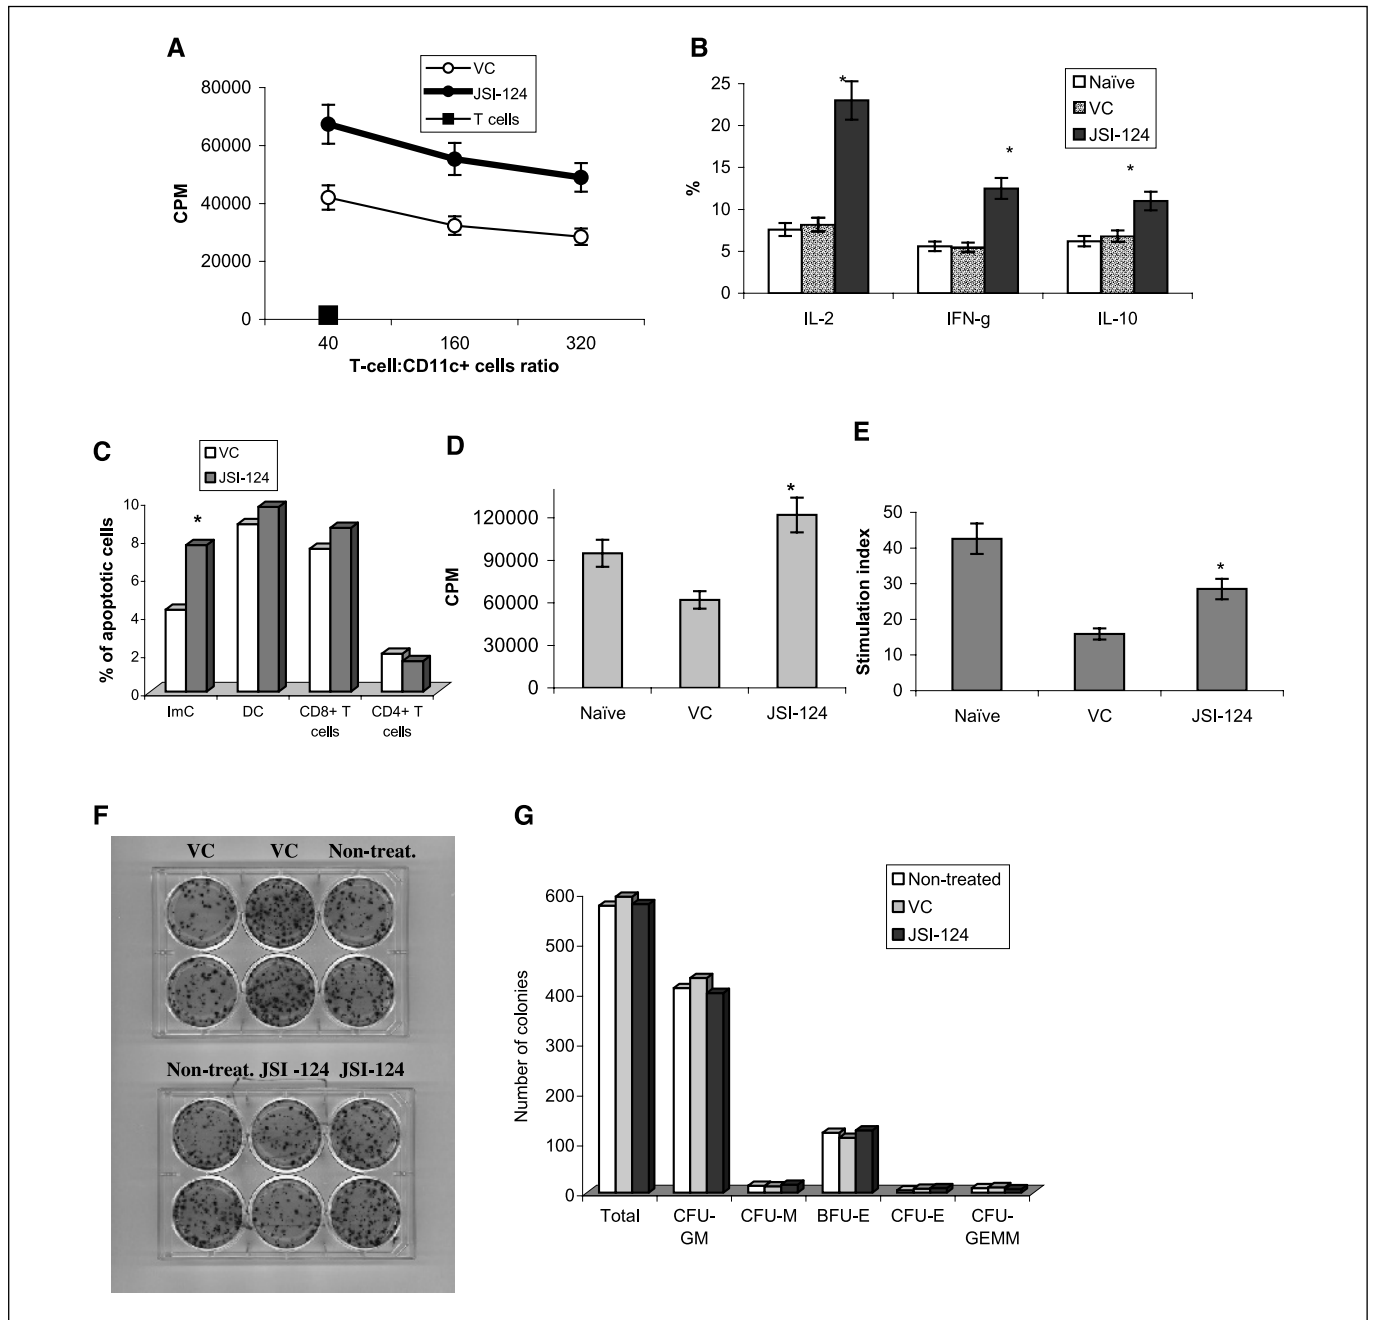 A
VC
JSI-124
T cells
80000
60000
40000
20000
0
CPM
40 160 320
T-cell:CD11c+ cells ratio
B
Naïve
VC
JSI-124
25
20
15
10
5
0
%
* * *
IL-2 IFN-g IL-10
C
VC
JSI-124
10
8
6
4
2
0
% of apoptotic cells
*
ImC DC CD8+ T CD4+ T
cells cells
D
120000
90000
60000
30000
0
CPM
*
Naïve VC JSI-124
E
50
40
30
20
10
0
Stimulation index
*
Naïve VC JSI-124
F
VC VC Non-treat.
Non-treat. JSI -124 JSI-124
G
Non-treated
VC
JSI-124
600
500
400
300
200
100
0
Number of colonies
Total CFU- CFU-M BFU-E CFU-E CFU-
GM GEMM